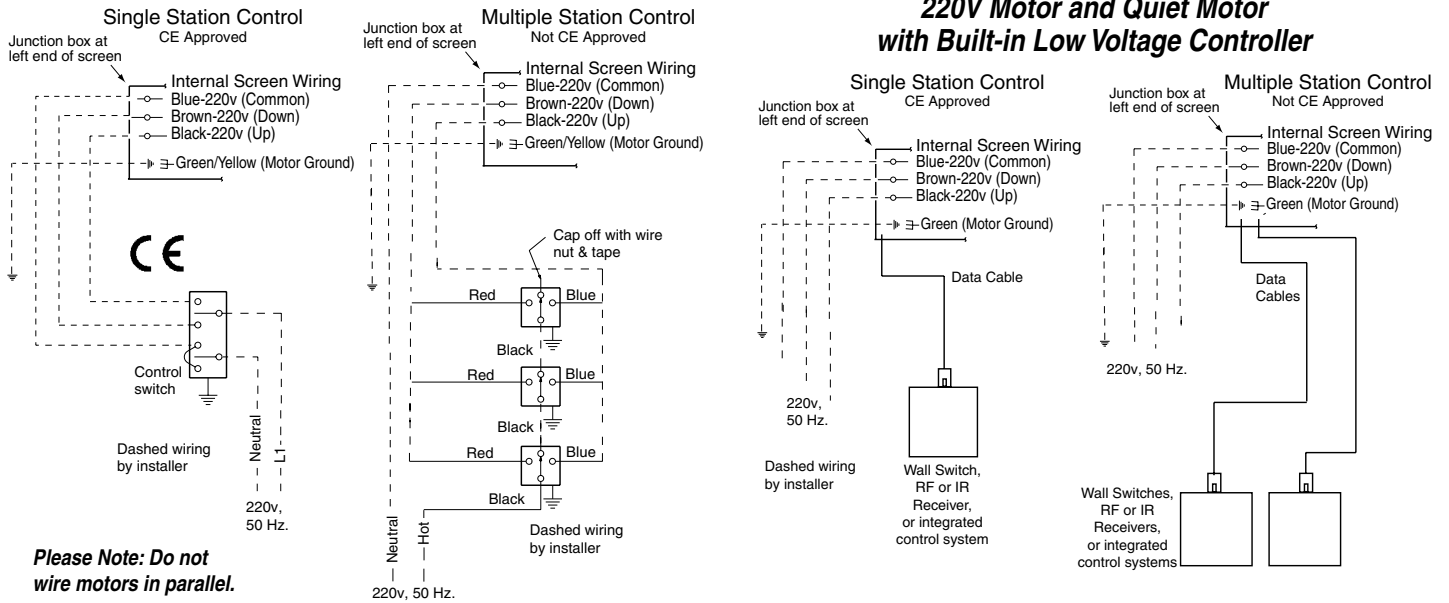 Single Station Control
CE Approved
Junction box at
left end of screen
Internal Screen Wiring
Blue-220v (Common)
Brown-220v (Down)
Black-220v (Up)
Green/Yellow (Motor Ground)
CE
Control
switch
Dashed wiring
by installer
Neutral
L1
220v,
50 Hz.
Please Note: Do not
wire motors in parallel.
Multiple Station Control
Not CE Approved
Junction box at
left end of screen
Internal Screen Wiring
Blue-220v (Common)
Brown-220v (Down)
Black-220v (Up)
Green/Yellow (Motor Ground)
Cap off with wire
nut & tape
Red
Blue
Black
Red
Blue
Black
Red
Blue
Black
Neutral
Hot
Dashed wiring
by installer
220v, 50 Hz.
220V Motor and Quiet Motor
with Built-in Low Voltage Controller
Single Station Control
CE Approved
Junction box at
left end of screen
Internal Screen Wiring
Blue-220v (Common)
Brown-220v (Down)
Black-220v (Up)
Green (Motor Ground)
Data Cable
220v,
50 Hz.
Dashed wiring
by installer
Wall Switch,
RF or IR
Receiver,
or integrated
control system
Multiple Station Control
Not CE Approved
Junction box at
left end of screen
Internal Screen Wiring
Blue-220v (Common)
Brown-220v (Down)
Black-220v (Up)
Green (Motor Ground)
Data
Cables
220v, 50 Hz.
Wall Switches,
RF or IR
Receivers,
or integrated
control systems